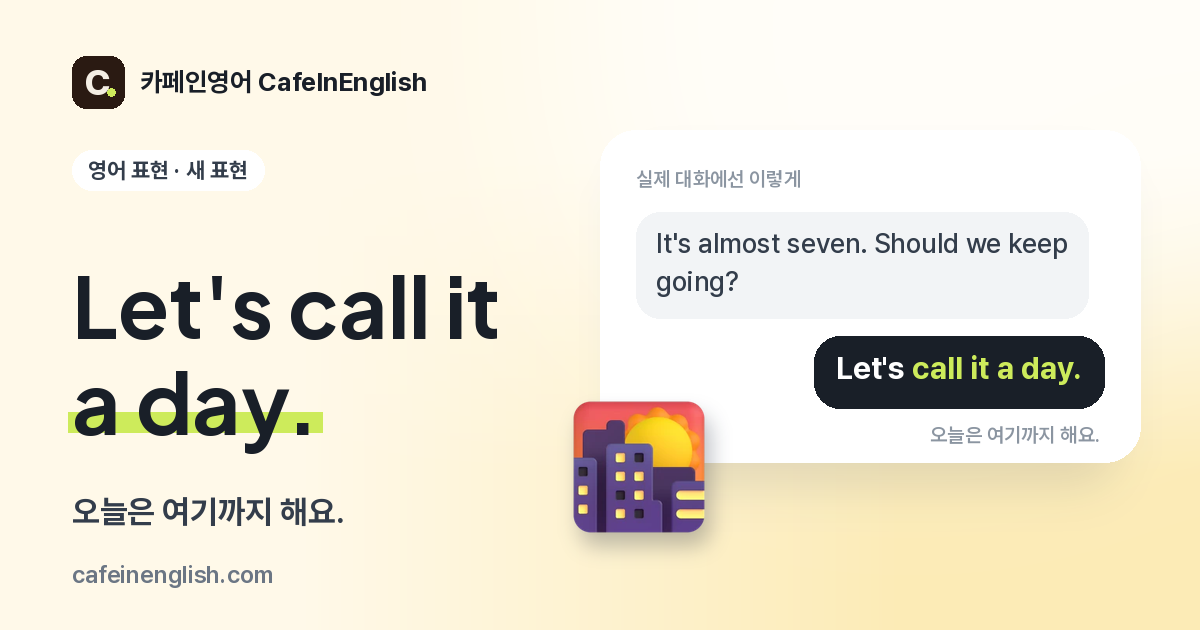 C
카페인영어 CafeInEnglish
영어 표현 · 새 표현
Let's call it
a day.
오늘은 여기까지 해요.
cafeinenglish.com
실제 대화에선 이렇게
It's almost seven. Should we keep
going?
Let's call it a day.
오늘은 여기까지 해요.